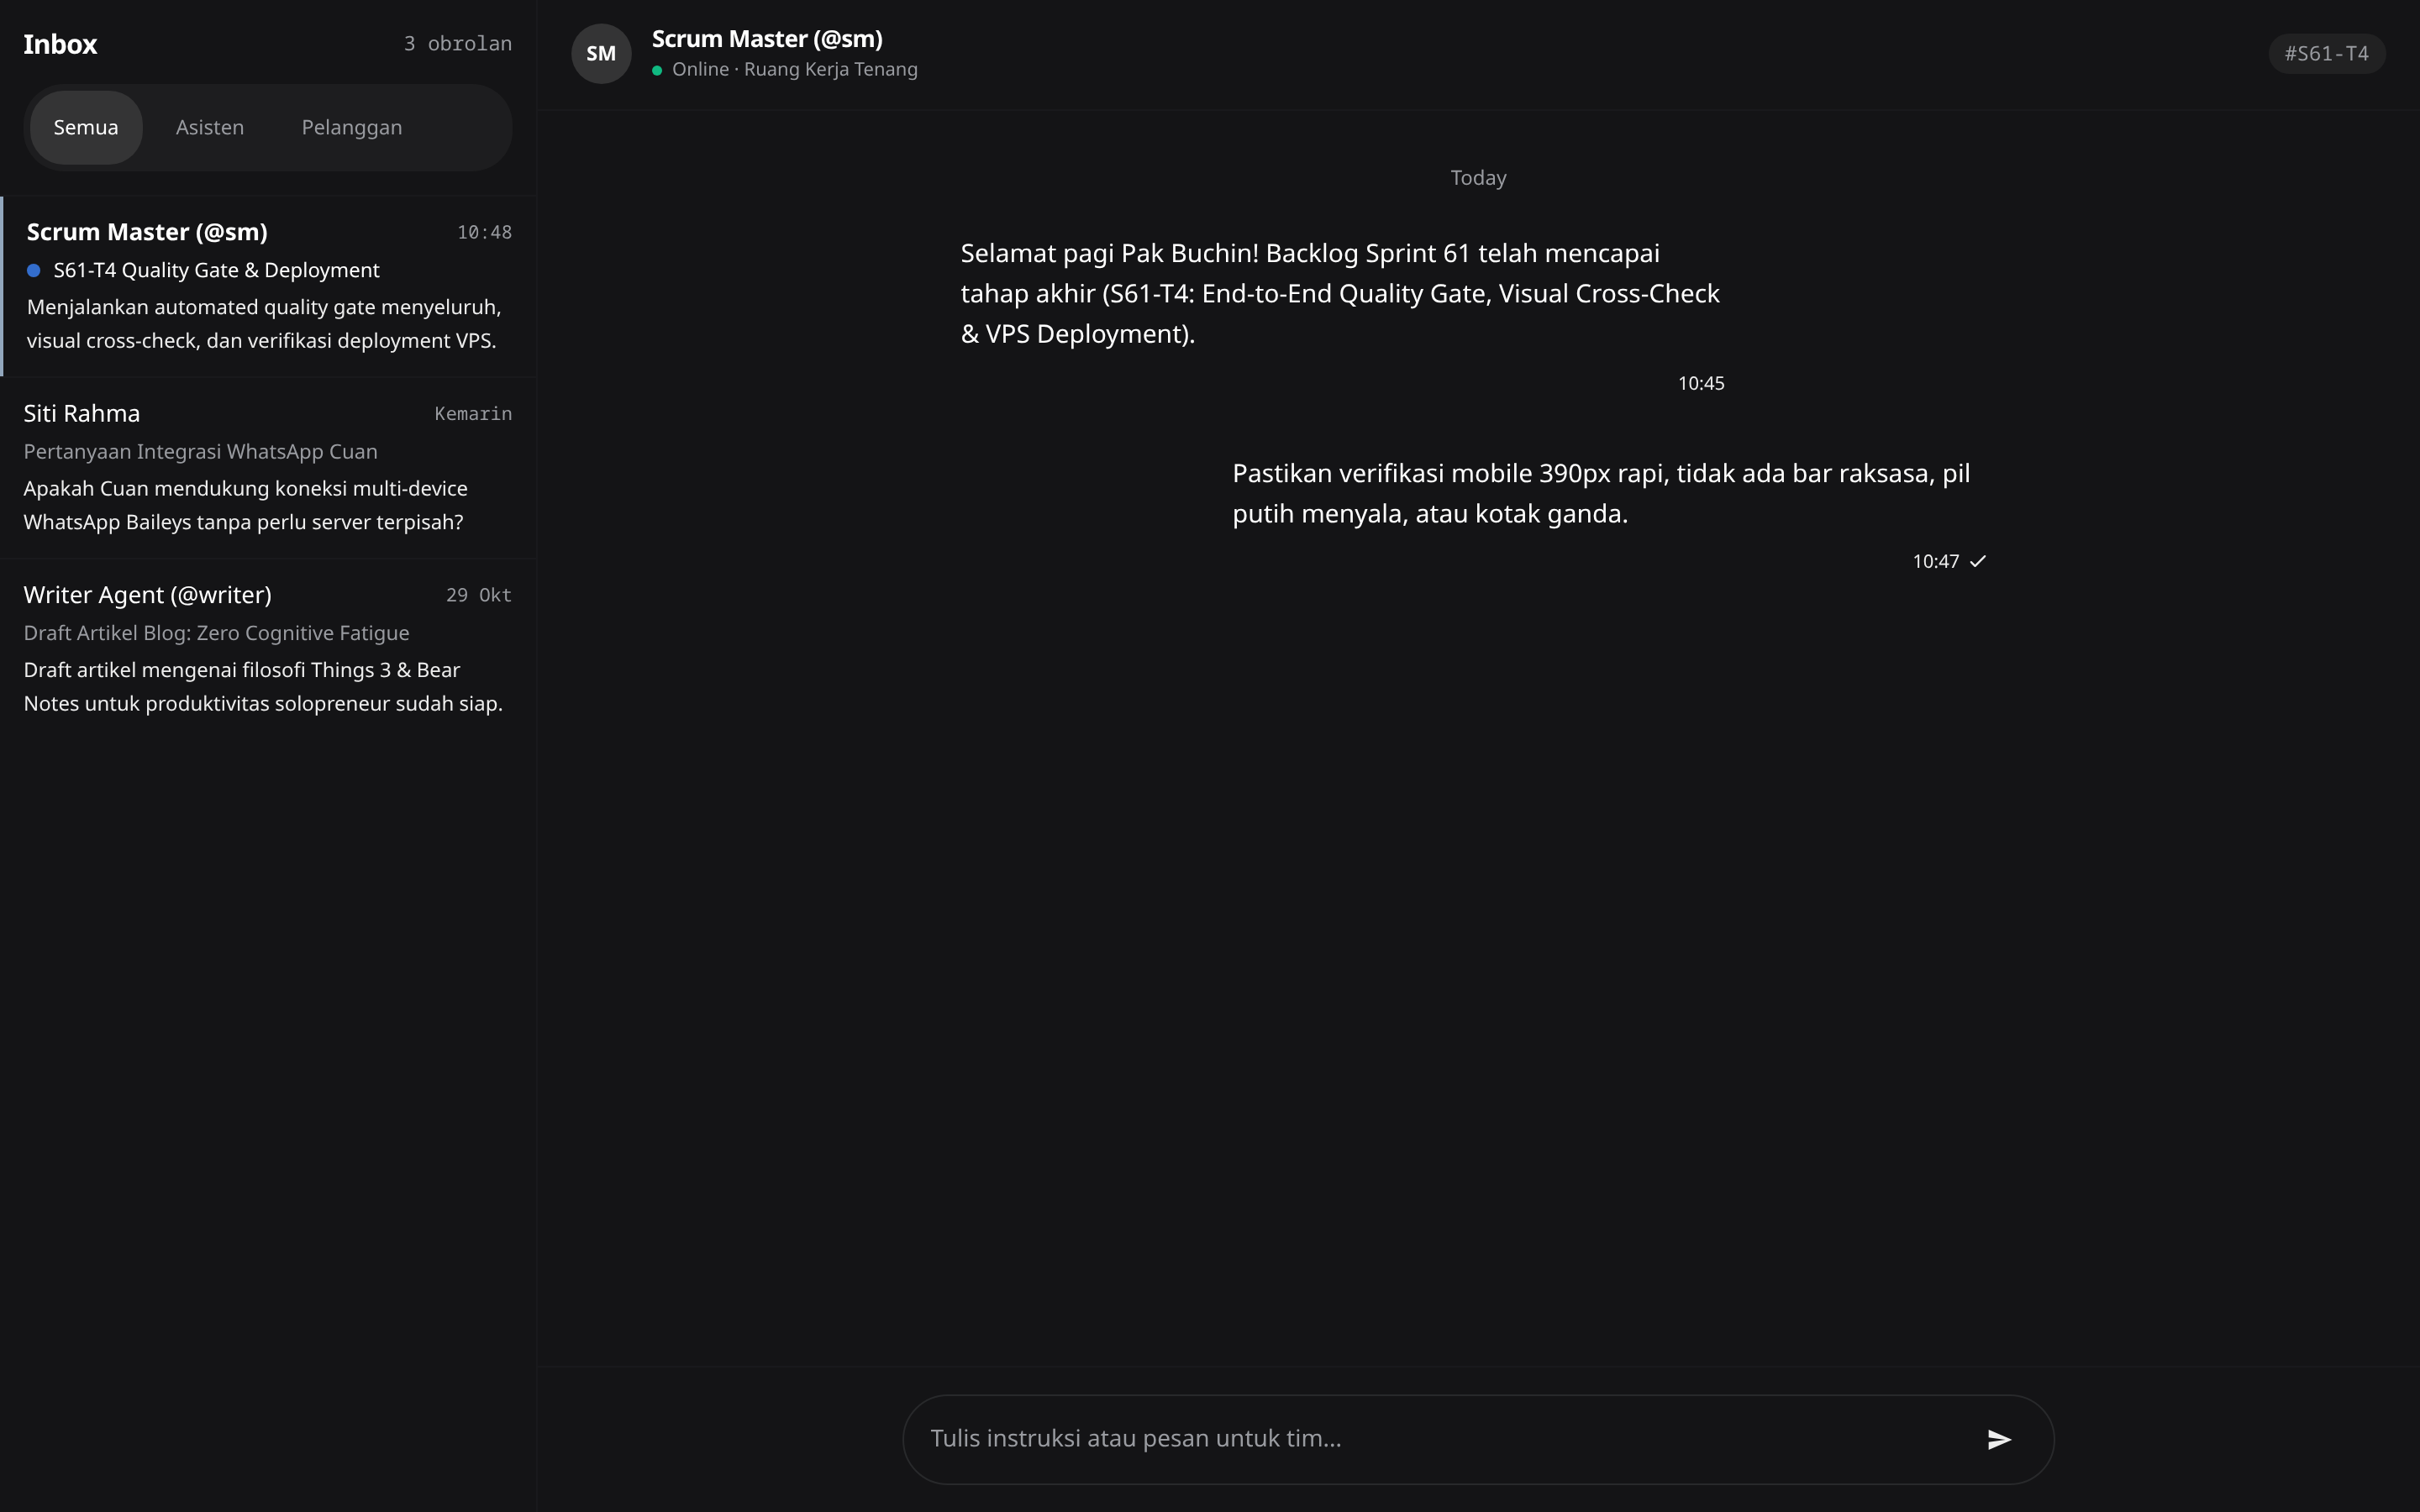 Inbox
3 obrolan
Semua
Asisten
Pelanggan
Scrum Master (@sm)
10:48
S61-T4 Quality Gate & Deployment
Menjalankan automated quality gate menyeluruh,
visual cross-check, dan verifikasi deployment VPS.
Siti Rahma
Kemarin
Pertanyaan Integrasi WhatsApp Cuan
Apakah Cuan mendukung koneksi multi-device
WhatsApp Baileys tanpa perlu server terpisah?
Writer Agent (@writer)
29 Okt
Draft Artikel Blog: Zero Cognitive Fatigue
Draft artikel mengenai filosofi Things 3 & Bear
Notes untuk produktivitas solopreneur sudah siap.
SM
Scrum Master (@sm)
Online · Ruang Kerja Tenang
#S61-T4
Today
Selamat pagi Pak Buchin! Backlog Sprint 61 telah mencapai
tahap akhir (S61-T4: End-to-End Quality Gate, Visual Cross-Check
& VPS Deployment).
10:45
Pastikan verifikasi mobile 390px rapi, tidak ada bar raksasa, pil
putih menyala, atau kotak ganda.
10:47
Tulis instruksi atau pesan untuk tim...